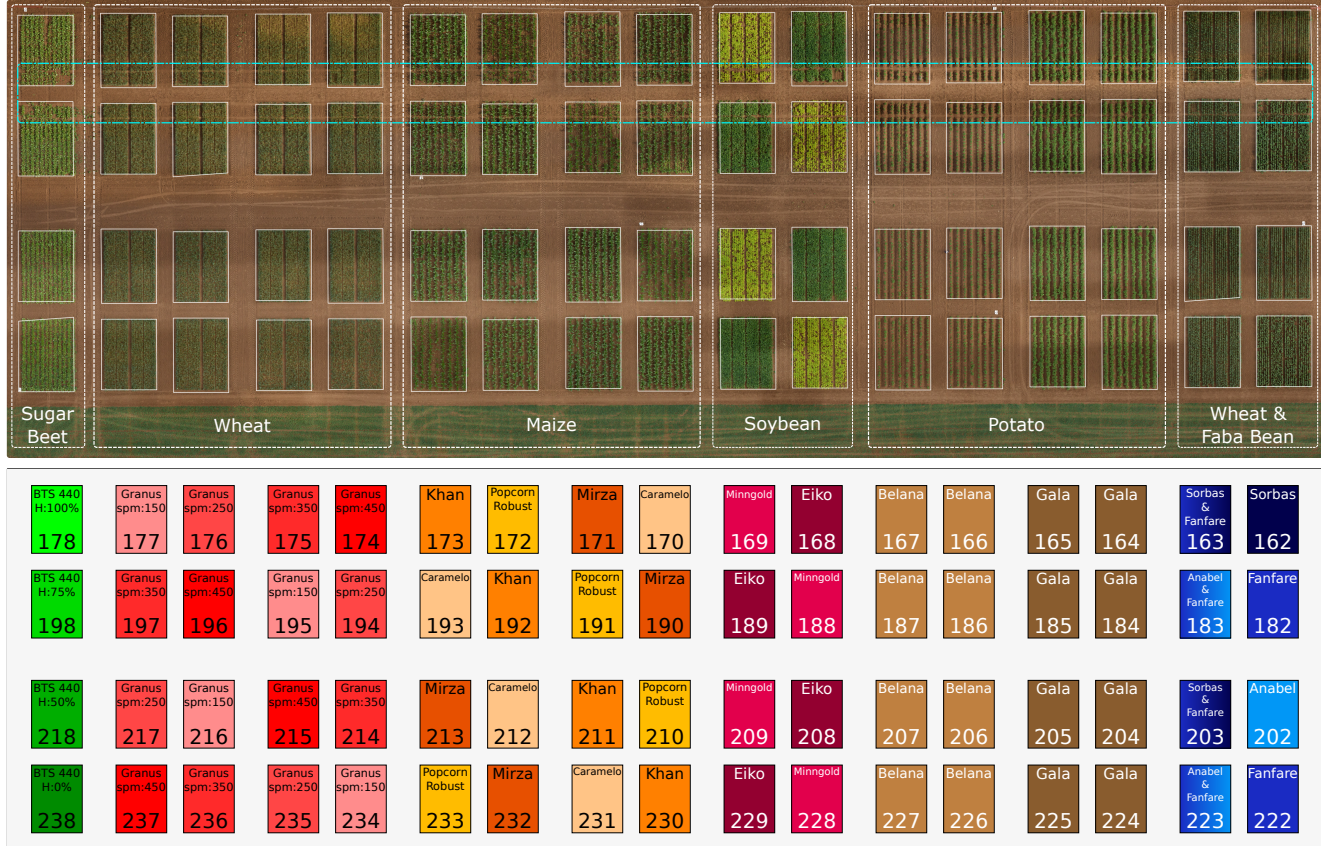 Sugar
Beet
Wheat
Maize
Soybean
Potato
Wheat &
Faba Bean
BTS 440
H:100%
178
Granus
spm:150
177
Granus
spm:250
176
Granus
spm:350
175
Granus
spm:450
174
Khan
173
Popcorn
Robust
172
Mirza
171
Caramelo
170
Minngold
169
Eiko
168
Belana
167
Belana
166
Gala
165
Gala
164
Sorbas
&
Fanfare
163
Sorbas
162
BTS 440
H:75%
198
Granus
spm:350
197
Granus
spm:450
196
Granus
spm:150
195
Granus
spm:250
194
Caramelo
193
Khan
192
Popcorn
Robust
191
Mirza
190
Eiko
189
Minngold
188
Belana
187
Belana
186
Gala
185
Gala
184
Anabel
&
Fanfare
183
Fanfare
182
BTS 440
H:50%
218
Granus
spm:250
217
Granus
spm:150
216
Granus
spm:450
215
Granus
spm:350
214
Mirza
213
Caramelo
212
Khan
211
Popcorn
Robust
210
Minngold
209
Eiko
208
Belana
207
Belana
206
Gala
205
Gala
204
Sorbas
&
Fanfare
203
Anabel
202
BTS 440
H:0%
238
Granus
spm:450
237
Granus
spm:350
236
Granus
spm:250
235
Granus
spm:150
234
Popcorn
Robust
233
Mirza
232
Caramelo
231
Khan
230
Eiko
229
Minngold
228
Belana
227
Belana
226
Gala
225
Gala
224
Anabel
&
Fanfare
223
Fanfare
222